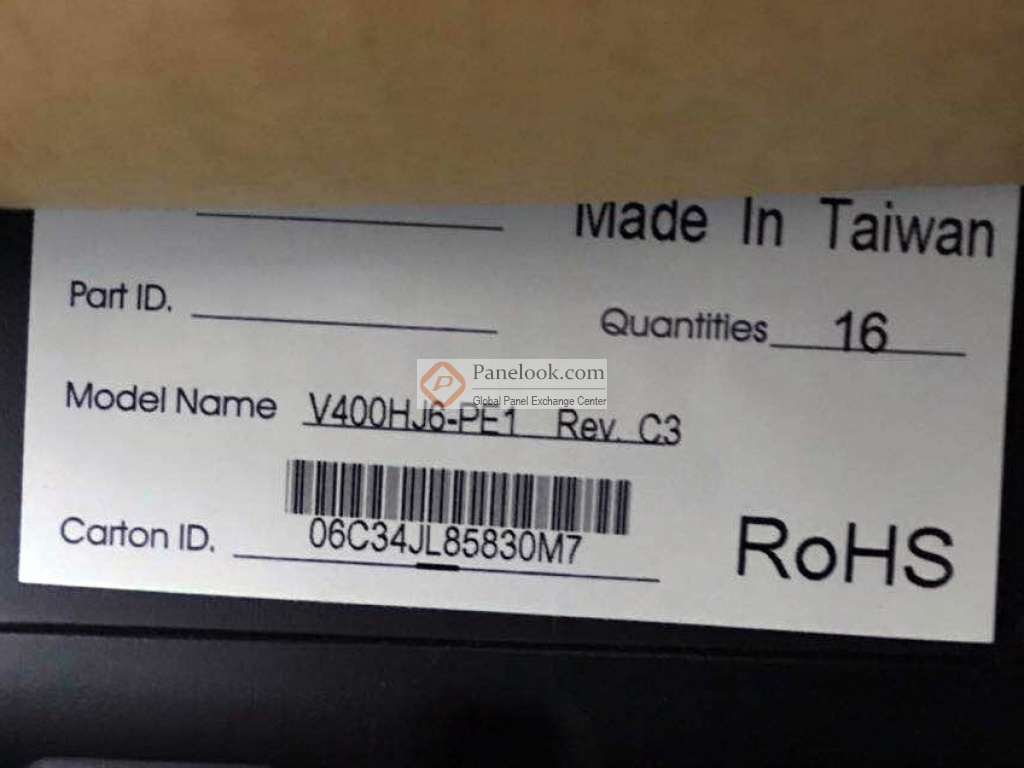 Made In Taiwan
Part ID.
Quantities 16
Panelook.com
Global Panel Exchange Center
Model Name V400HJ6-PE1 Rev. C3
Carton ID. 06C34JL85830M7
RoHS